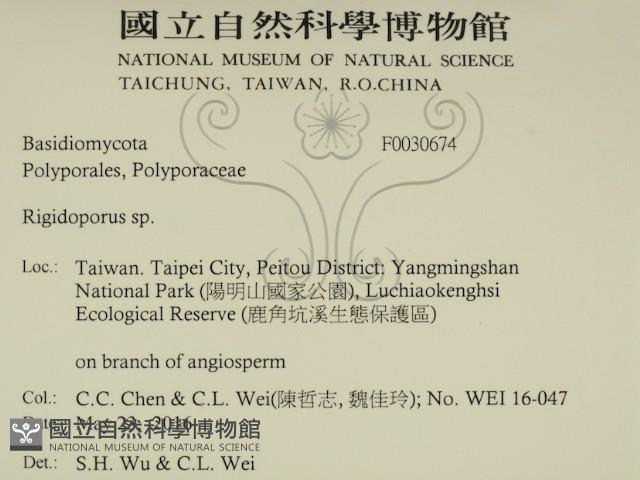 國立自然科學博物館
NATIONAL MUSEUM OF NATURAL SCIENCE
TAICHUNG, TAIWAN, R.O.CHINA
Basidiomycota F0030674
Polyporales, Polyporaceae
Rigidoporus sp.
Loc.: Taiwan. Taipei City, Peitou District: Yangmingshan
National Park (陽明山國家公園), Luchiaokenghsi
Ecological Reserve (鹿角坑溪生態保護區)
on branch of angiosperm
Col.: C.C. Chen & C.L. Wei(陳哲志, 魏佳玲); No. WEI 16-047
Date: May 23, 2016
國立自然科學博物館
NATIONAL MUSEUM OF NATURAL SCIENCE
Det.: S.H. Wu & C.L. Wei